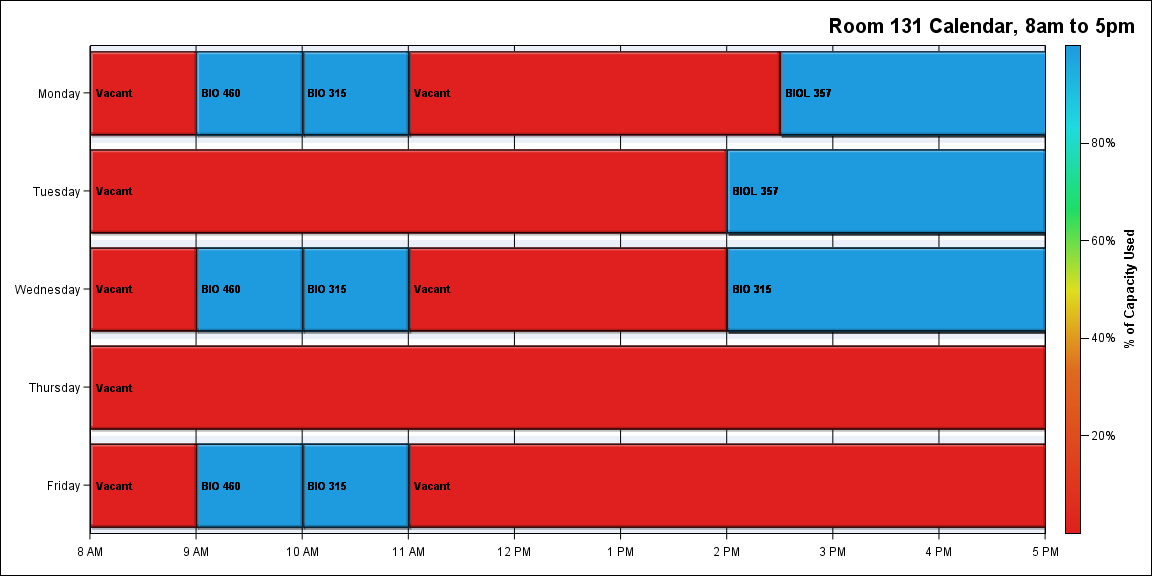 Room 131 Calendar, 8am to 5pm
Monday Vacant BIO 460 BIO 315 Vacant BIOL 357
80%
Tuesday Vacant BIOL 357
60%
Wednesday Vacant BIO 460 BIO 315 Vacant BIO 315
40%
Thursday Vacant
20%
Friday Vacant BIO 460 BIO 315 Vacant
8 AM 9 AM 10 AM 11 AM 12 PM 1 PM 2 PM 3 PM 4 PM 5 PM
% of Capacity Used